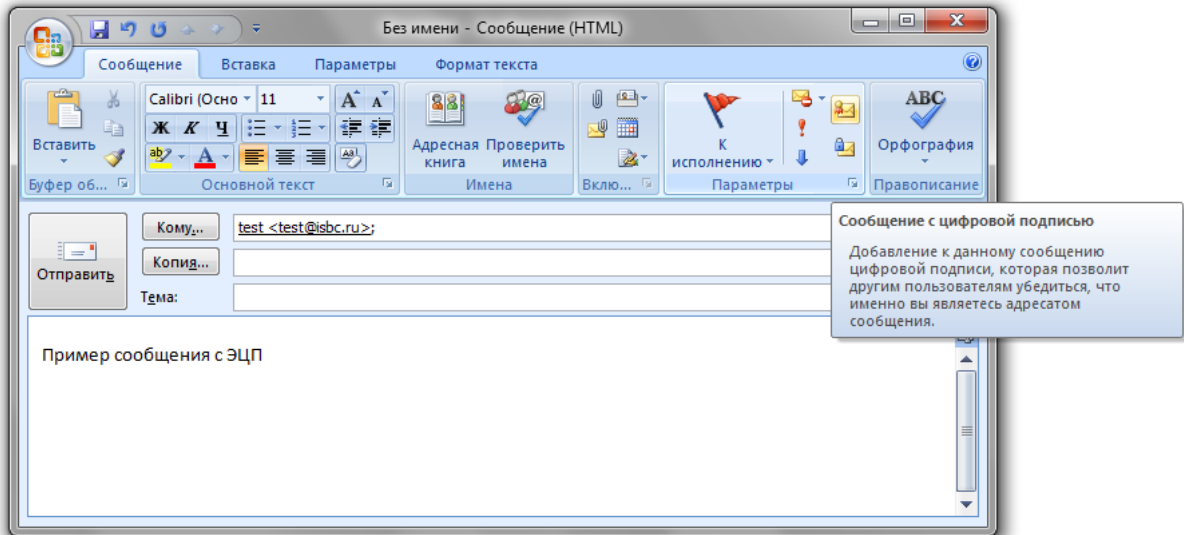 Без имени - Сообщение (HTML)
Сообщение Вставка Параметры Формат текста
Вставить
Буфер об...
Calibri (Осно 11
Ж К Ч
Основной текст
Адресная книга
Проверить имена
Имена
Вклю...
К исполнению
Параметры
ABC
Орфография
Правописание
Отправить
Кому...
test <test@isbc.ru>;
Копия...
Тема:
Сообщение с цифровой подписью
Добавление к данному сообщению
цифровой подписи, которая позволит
другим пользователям убедиться, что
именно вы являетесь адресатом
сообщения.
Пример сообщения с ЭЦП